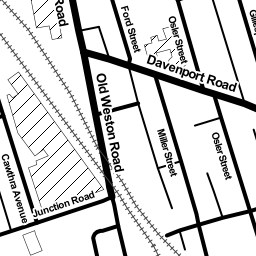 Road
Ford Street
Osler Street
Davenport Road
Old Weston Road
Miller Street
Osler Street
Cawthra Avenue
Junction Road